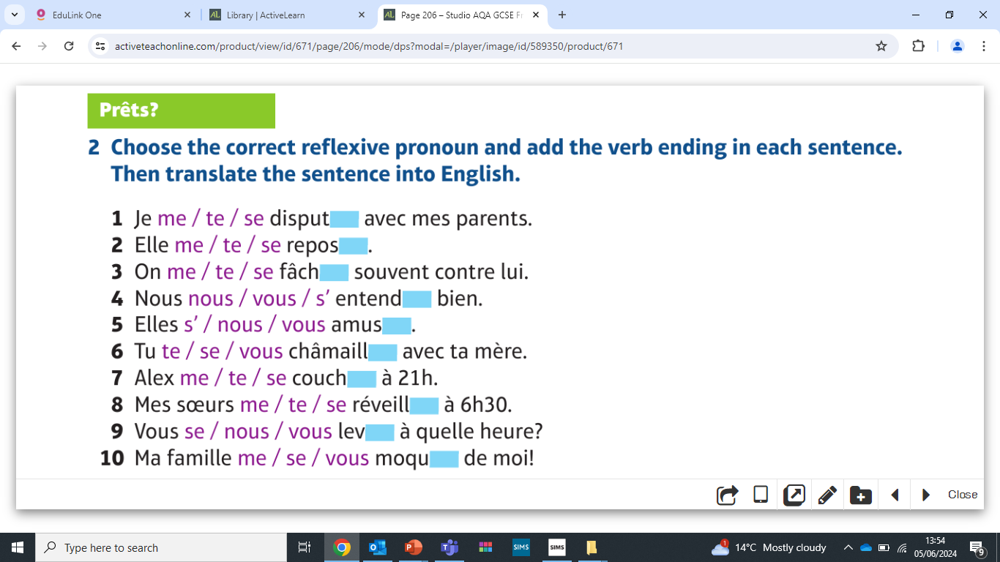 EduLink One
Library | ActiveLearn
Page 206 – Studio AQA GCSE Fr
activeteachonline.com/product/view/id/671/page/206/mode/dps?modal=/player/image/id/589350/product/671
Prêts?
2 Choose the correct reflexive pronoun and add the verb ending in each sentence.
Then translate the sentence into English.
1 Je me / te / se disput avec mes parents.
2 Elle me / te / se repos .
3 On me / te / se fâch souvent contre lui.
4 Nous nous / vous / s’ entend bien.
5 Elles s’ / nous / vous amus .
6 Tu te / se / vous châmaill avec ta mère.
7 Alex me / te / se couch à 21h.
8 Mes sœurs me / te / se réveill à 6h30.
9 Vous se / nous / vous lev à quelle heure?
10 Ma famille me / se / vous moqu de moi!
Close
Type here to search
SIMS
SIMS
1
14°C Mostly cloudy
13:54
05/06/2024
9